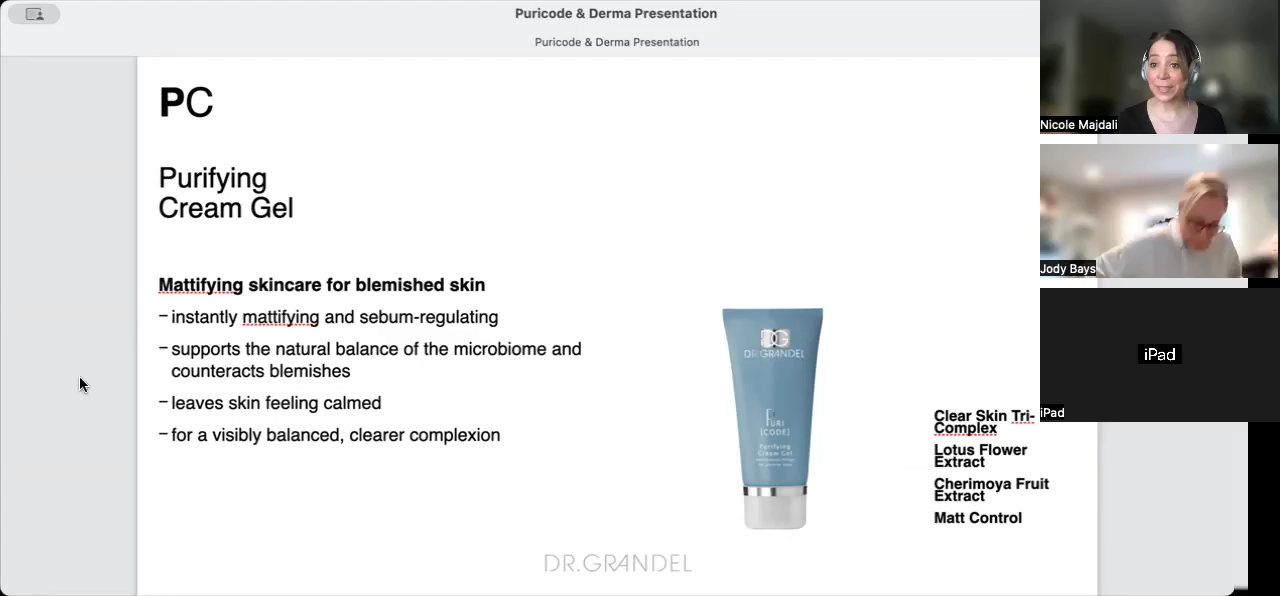 Puricode & Derma Presentation
Puricode & Derma Presentation
PC
Purifying
Cream Gel
Mattifying skincare for blemished skin
– instantly mattifying and sebum-regulating
– supports the natural balance of the microbiome and
counteracts blemishes
– leaves skin feeling calmed
– for a visibly balanced, clearer complexion
DG
DR.GRANDEL
PURI
[CODE]
Purifying
Cream Gel
Clear Skin Tri-
Complex
Lotus Flower
Extract
Cherimoya Fruit
Extract
Matt Control
DR.GRANDEL
Nicole Majdali
Jody Bays
iPad
iPad